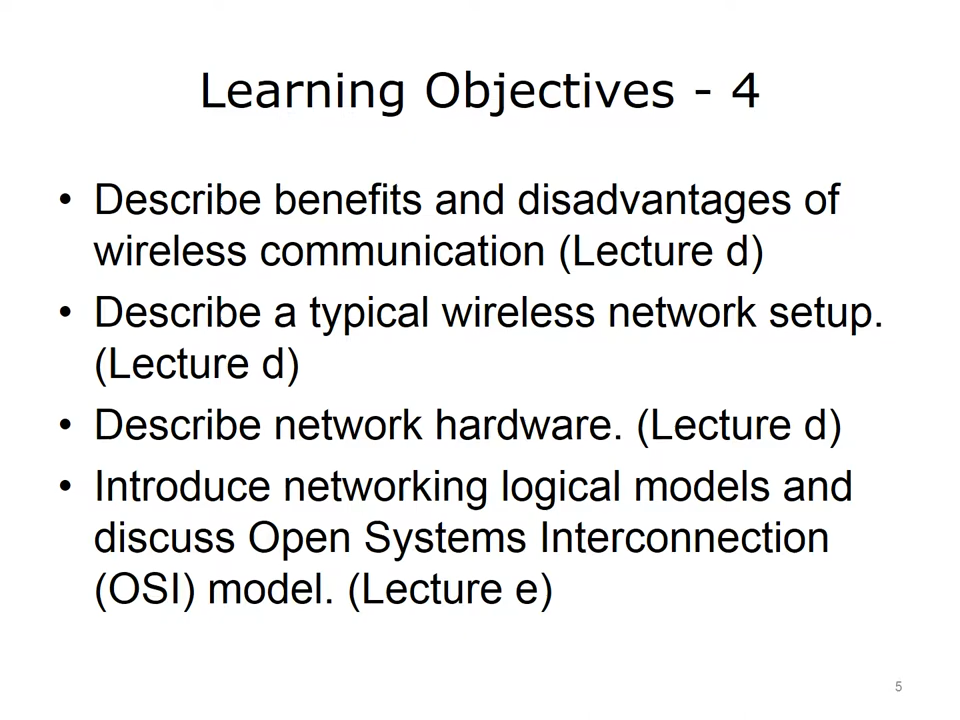 Learning Objectives - 4
• Describe benefits and disadvantages of
wireless communication (Lecture d)
• Describe a typical wireless network setup.
(Lecture d)
• Describe network hardware. (Lecture d)
• Introduce networking logical models and
discuss Open Systems Interconnection
(OSI) model. (Lecture e)
5